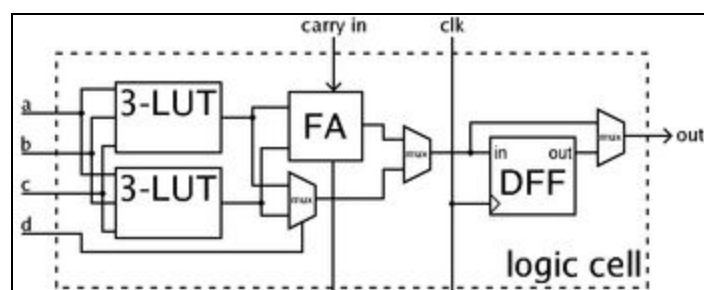 carry in clk
a 3-LUT
FA
mux
mux out
b
in out
DFF
c 3-LUT
mux
d
logic cell